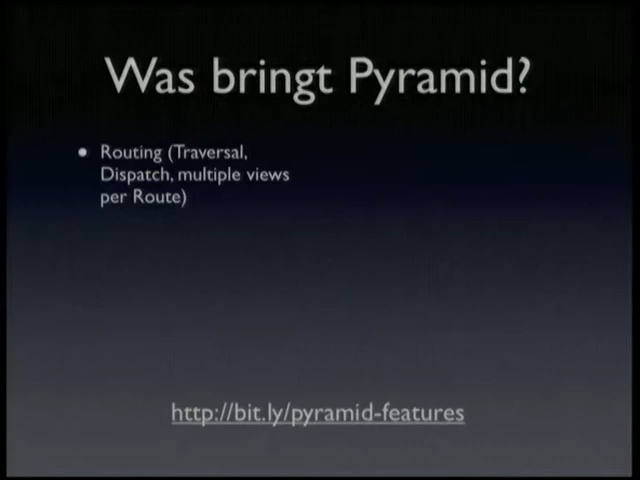 Was bringt Pyramid?
• Routing (Traversal,
Dispatch, multiple views
per Route)
http://bit.ly/pyramid-features